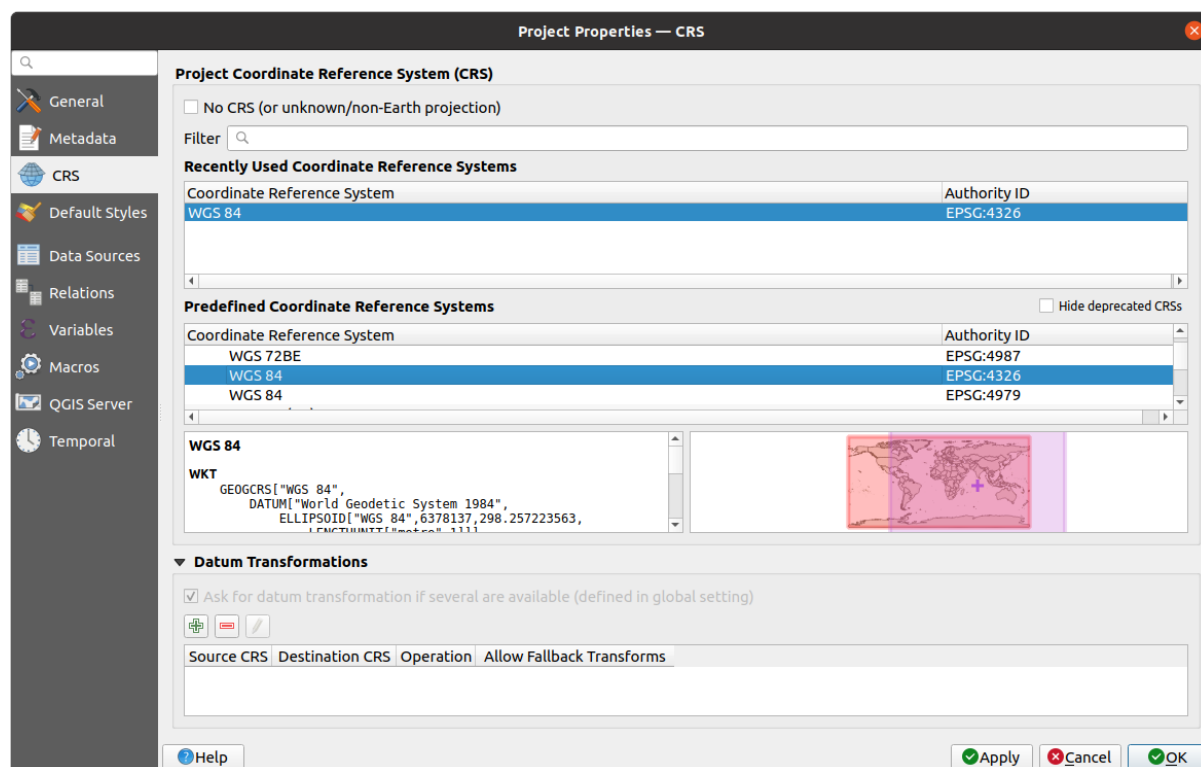 Project Properties — CRS
General
Metadata
CRS
Default Styles
Data Sources
Relations
Variables
Macros
QGIS Server
Temporal
Project Coordinate Reference System (CRS)
No CRS (or unknown/non-Earth projection)
Filter
Recently Used Coordinate Reference Systems
Coordinate Reference System Authority ID
WGS 84 EPSG:4326
Predefined Coordinate Reference Systems Hide deprecated CRSs
Coordinate Reference System Authority ID
WGS 72BE EPSG:4987
WGS 84 EPSG:4326
WGS 84 EPSG:4979
WGS 84
WKT
GEOGCRS["WGS 84",
DATUM["World Geodetic System 1984",
ELLIPSOID["WGS 84",6378137,298.257223563,
LENGTHUNIT["metre",1]]],
Datum Transformations
Ask for datum transformation if several are available (defined in global setting)
Source CRS Destination CRS Operation Allow Fallback Transforms
Help Apply Cancel OK